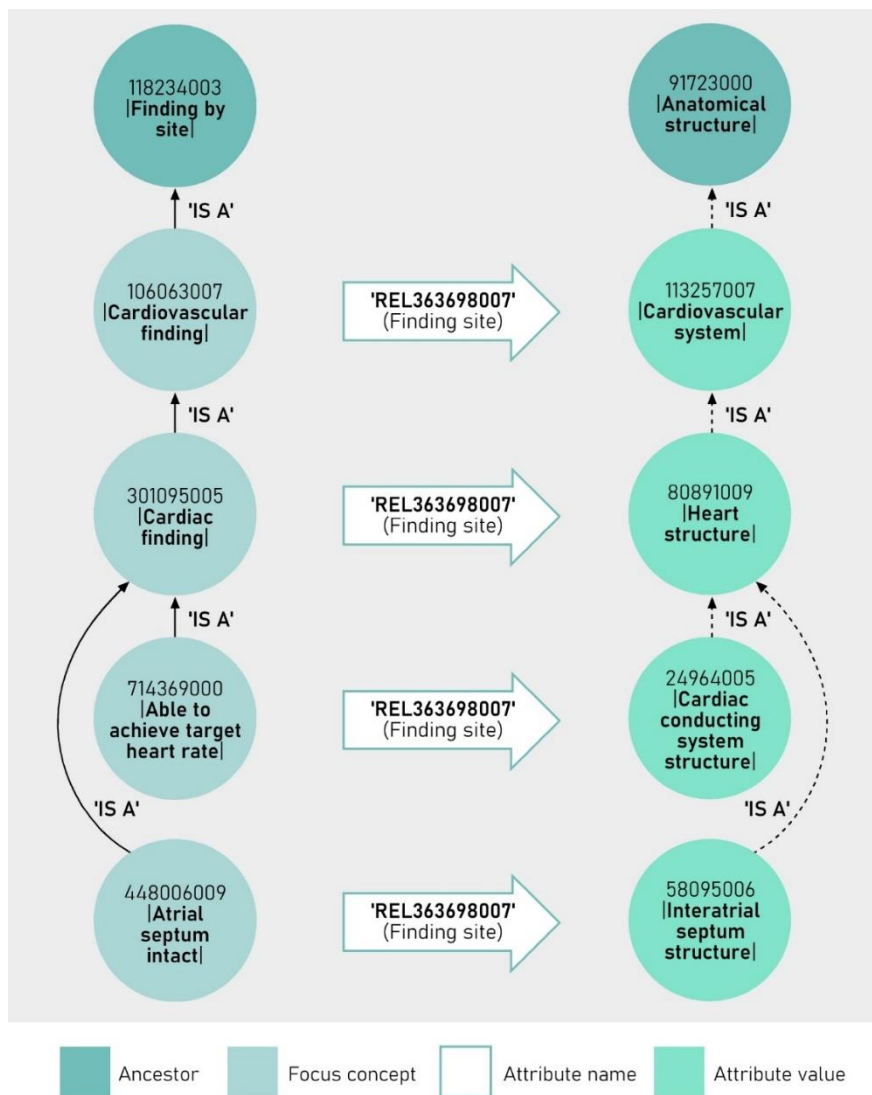 118234003
|Finding by
site|
91723000
|Anatomical
structure|
'IS A'
'IS A'
106063007
|Cardiovascular
finding|
'REL363698007'
(Finding site)
113257007
|Cardiovascular
system|
'IS A'
'IS A'
301095005
|Cardiac
finding|
'REL363698007'
(Finding site)
80891009
|Heart
structure|
'IS A'
'IS A'
714369000
|Able to
achieve target
heart rate|
'REL363698007'
(Finding site)
24964005
|Cardiac
conducting
system
structure|
'IS A'
'IS A'
448006009
|Atrial
septum
intact|
'REL363698007'
(Finding site)
58095006
|Interatrial
septum
structure|
Ancestor
Focus concept
Attribute name
Attribute value